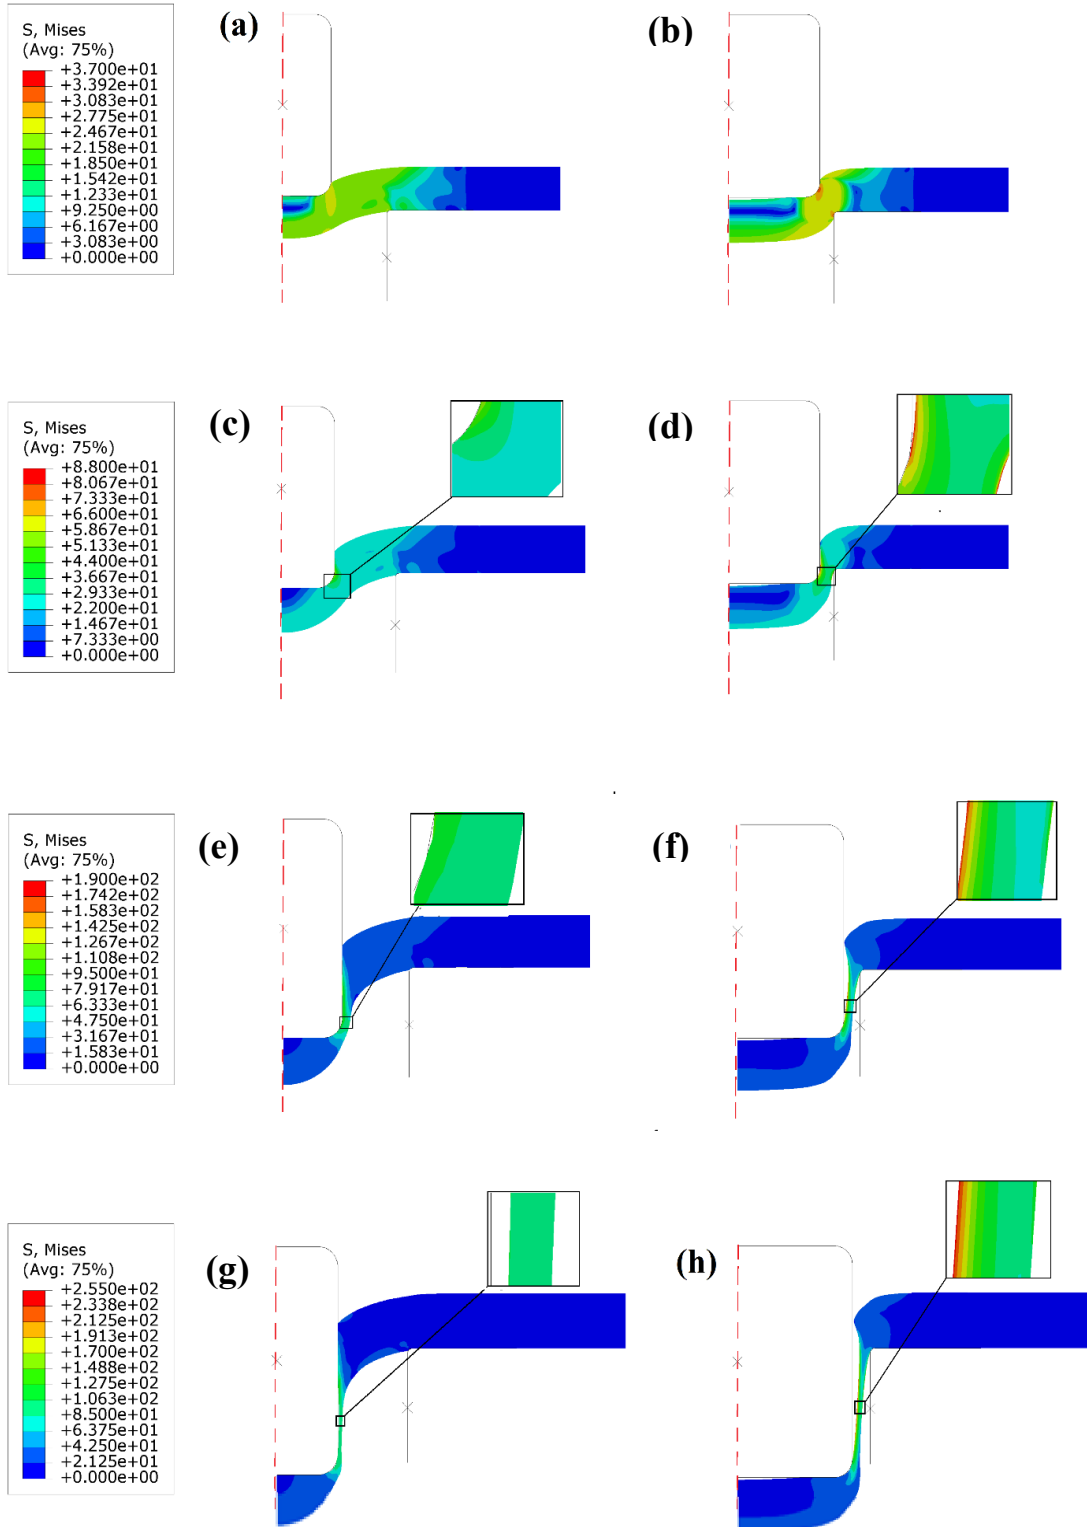 (a)
(b)
S, Mises
(Avg: 75%)
+3.700e+01
+3.392e+01
+3.083e+01
+2.775e+01
+2.467e+01
+2.158e+01
+1.850e+01
+1.542e+01
+1.233e+01
+9.250e+00
+6.167e+00
+3.083e+00
+0.000e+00
(c)
(d)
S, Mises
(Avg: 75%)
+8.800e+01
+8.067e+01
+7.333e+01
+6.600e+01
+5.867e+01
+5.133e+01
+4.400e+01
+3.667e+01
+2.933e+01
+2.200e+01
+1.467e+01
+7.333e+00
+0.000e+00
(e)
(f)
S, Mises
(Avg: 75%)
+1.900e+02
+1.742e+02
+1.583e+02
+1.425e+02
+1.267e+02
+1.108e+02
+9.500e+01
+7.917e+01
+6.333e+01
+4.750e+01
+3.167e+01
+1.583e+01
+0.000e+00
(g)
(h)
S, Mises
(Avg: 75%)
+2.550e+02
+2.338e+02
+2.125e+02
+1.913e+02
+1.700e+02
+1.488e+02
+1.275e+02
+1.063e+02
+8.500e+01
+6.375e+01
+4.250e+01
+2.125e+01
+0.000e+00